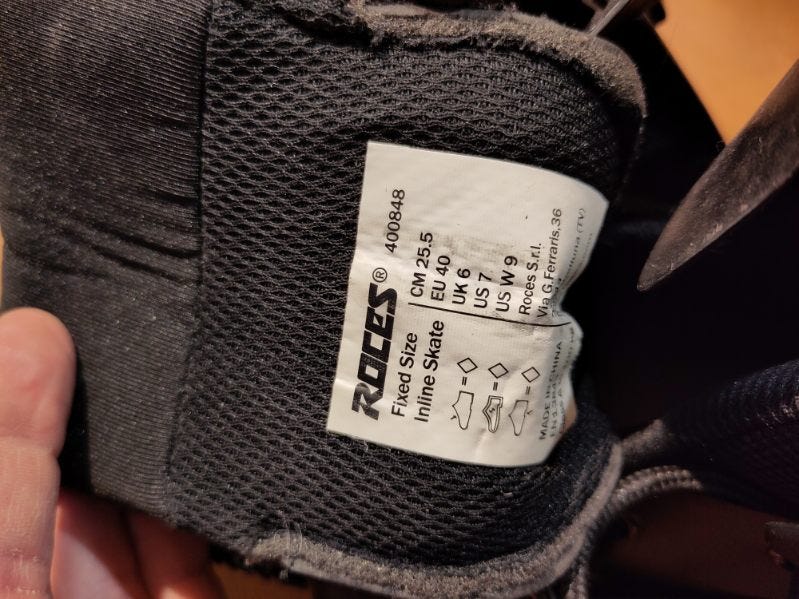 ROCES® 400848
Fixed Size
Inline Skate
CM 25.5
EU 40
UK 6
US 7
US W 9
Roces S.r.l.
Via G.Ferraris,36
(TV)
MADE IN CHINA